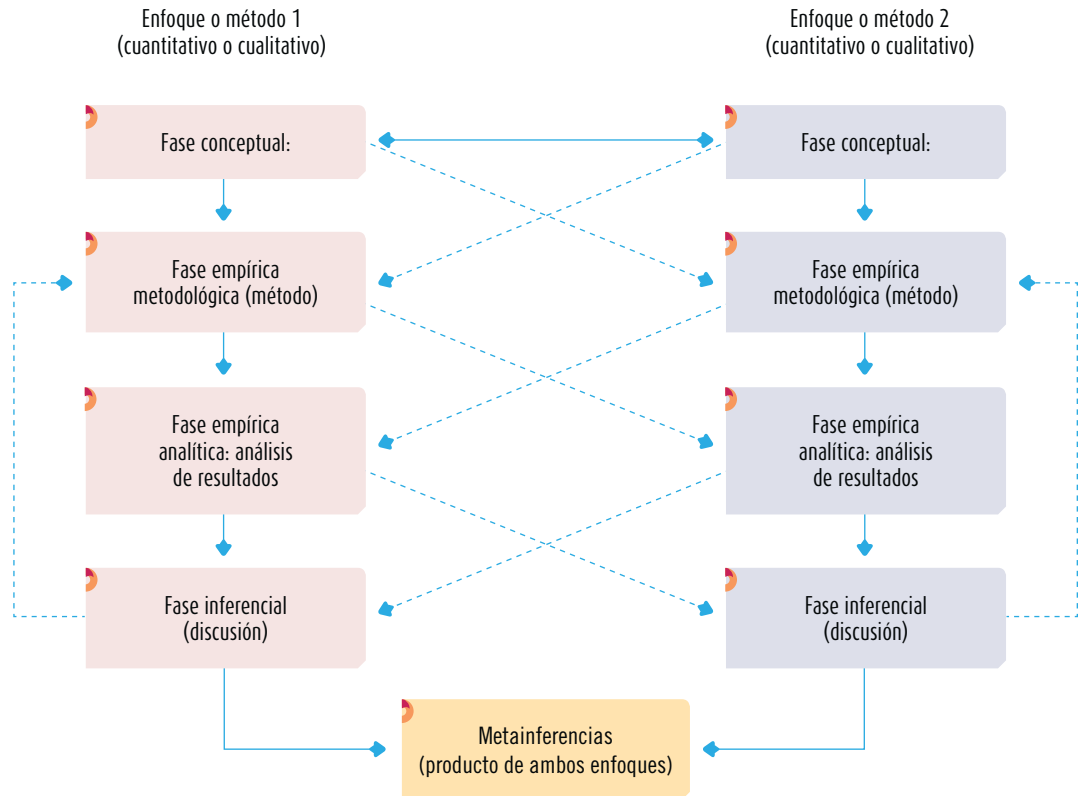 Enfoque o método 1
(cuantitativo o cualitativo)
Enfoque o método 2
(cuantitativo o cualitativo)
Fase conceptual:
Fase conceptual:
Fase empírica
metodológica (método)
Fase empírica
metodológica (método)
Fase empírica
analítica: análisis
de resultados
Fase empírica
analítica: análisis
de resultados
Fase inferencial
(discusión)
Fase inferencial
(discusión)
Metainferencias
(producto de ambos enfoques)